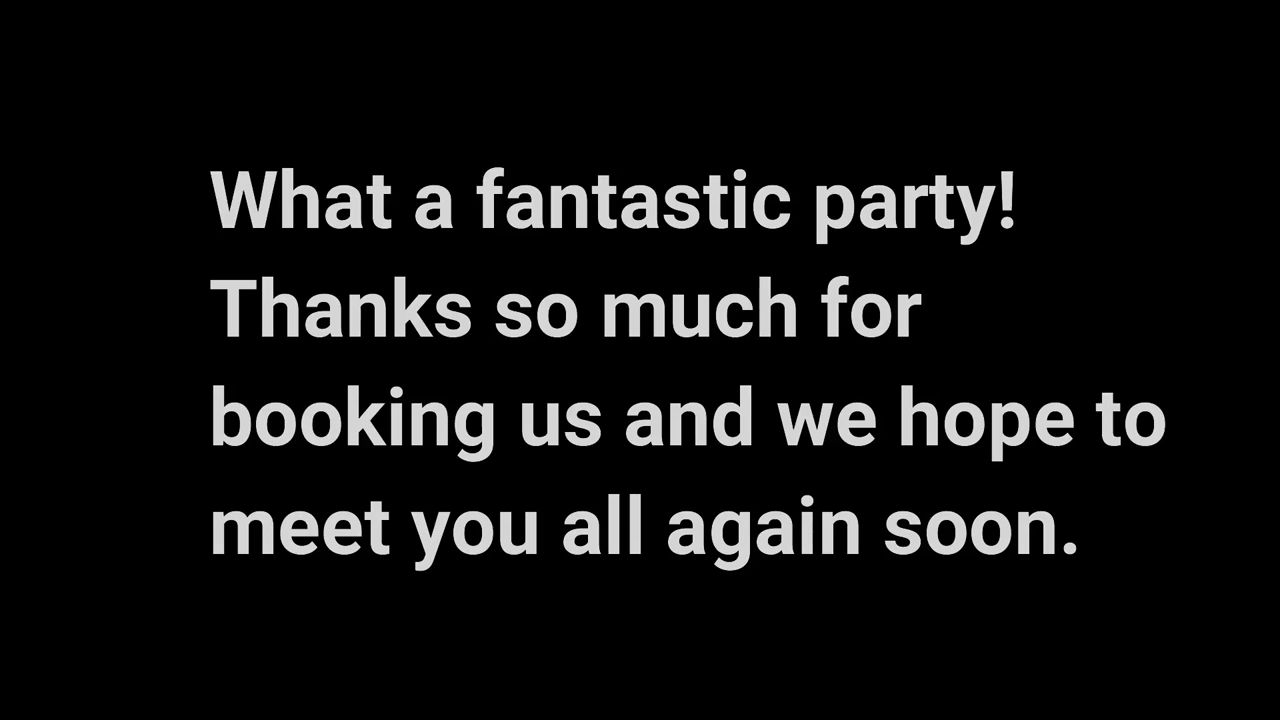 What a fantastic party!
Thanks so much for
booking us and we hope to
meet you all again soon.